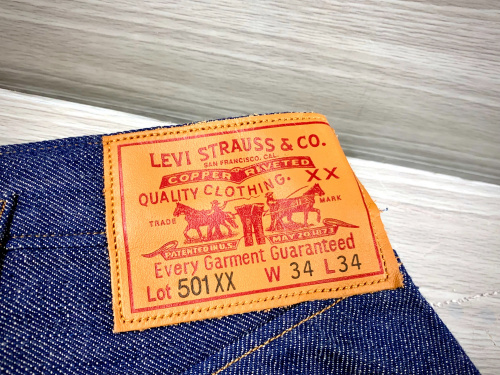 LEVI STRAUSS & CO.
SAN FRANCISCO, CAL.
COPPER RIVETED
QUALITY CLOTHING. XX
TRADE MARK
PATENTED IN U.S. MAY 20 1873
Every Garment Guaranteed
Lot 501XX W 34 L 34